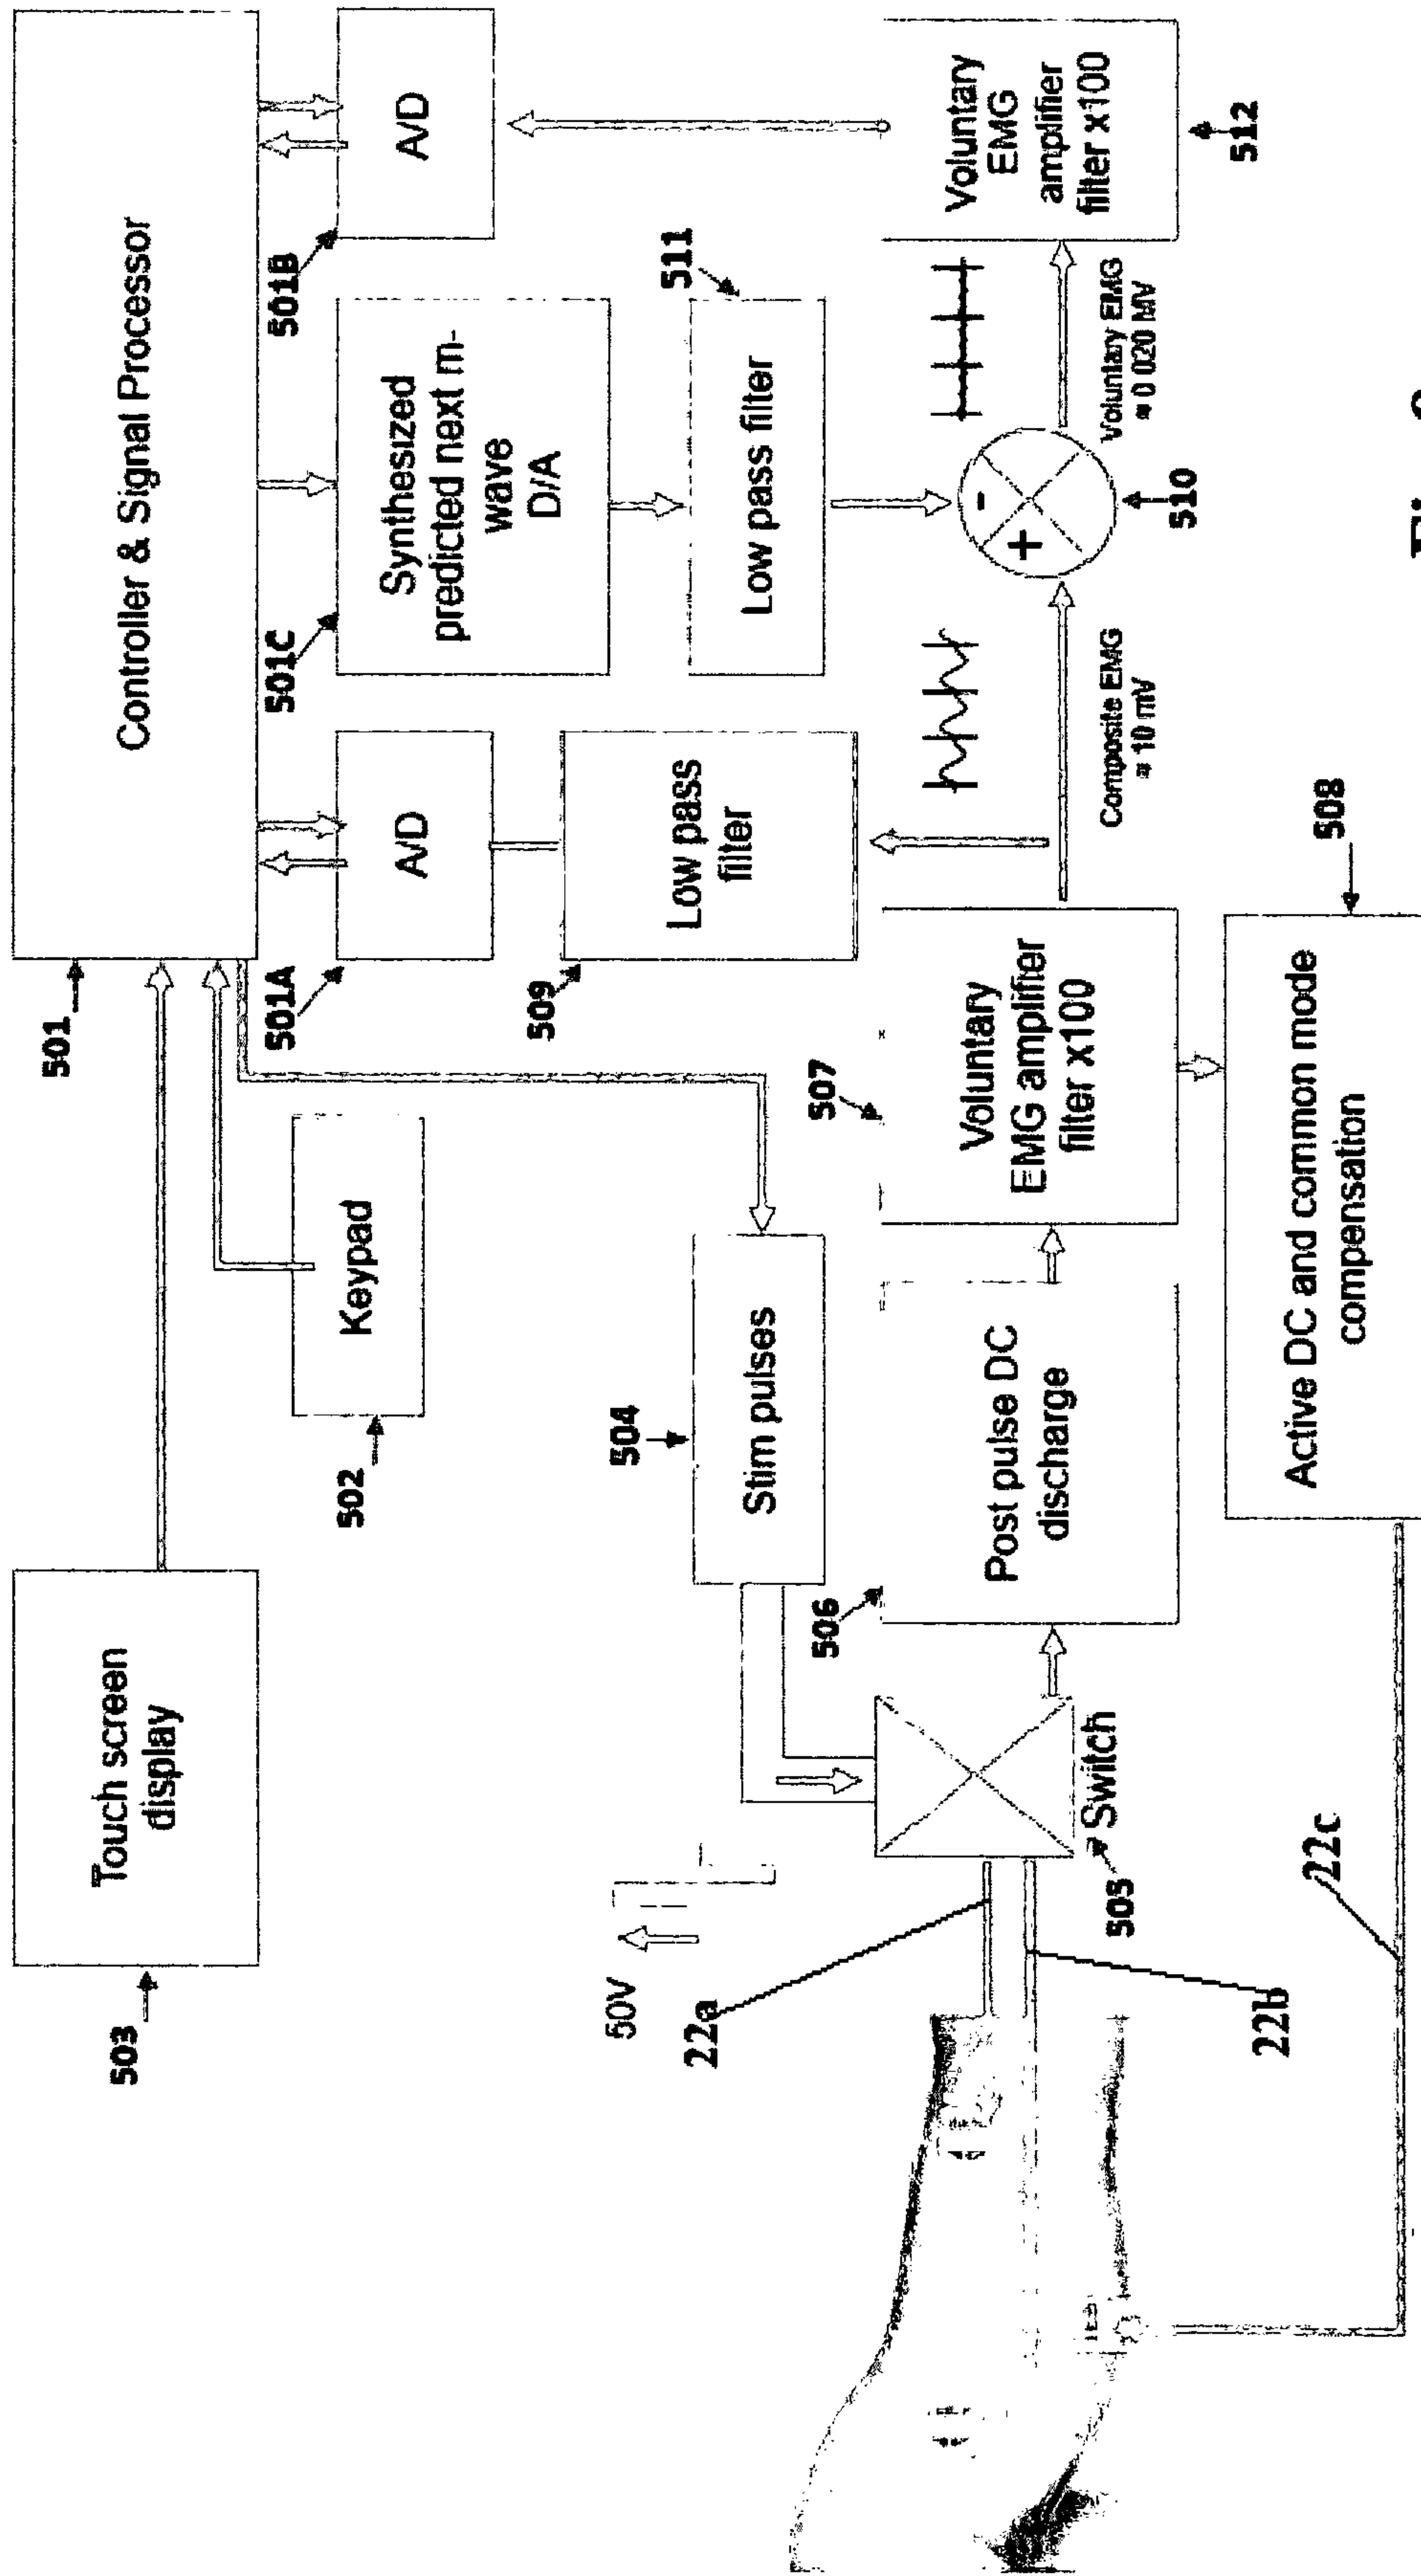 503
Touch screen
display
501
Controller & Signal Processor
502
Keypad
501A
A/D
501C
Synthesized
predicted next m-
wave
D/A
501B
A/D
509
Low pass
filter
511
Low pass filter
504
Stim pulses
50V
22a
22b
505
Switch
506
Post pulse DC
discharge
507
Voluntary
EMG amplifier
filter x100
Composite EMG
≈ 10 mV
+
-
510
Voluntary EMG
≈ 0 020 MV
Voluntary
EMG
amplifier
filter x100
512
22c
508
Active DC and common mode
compensation